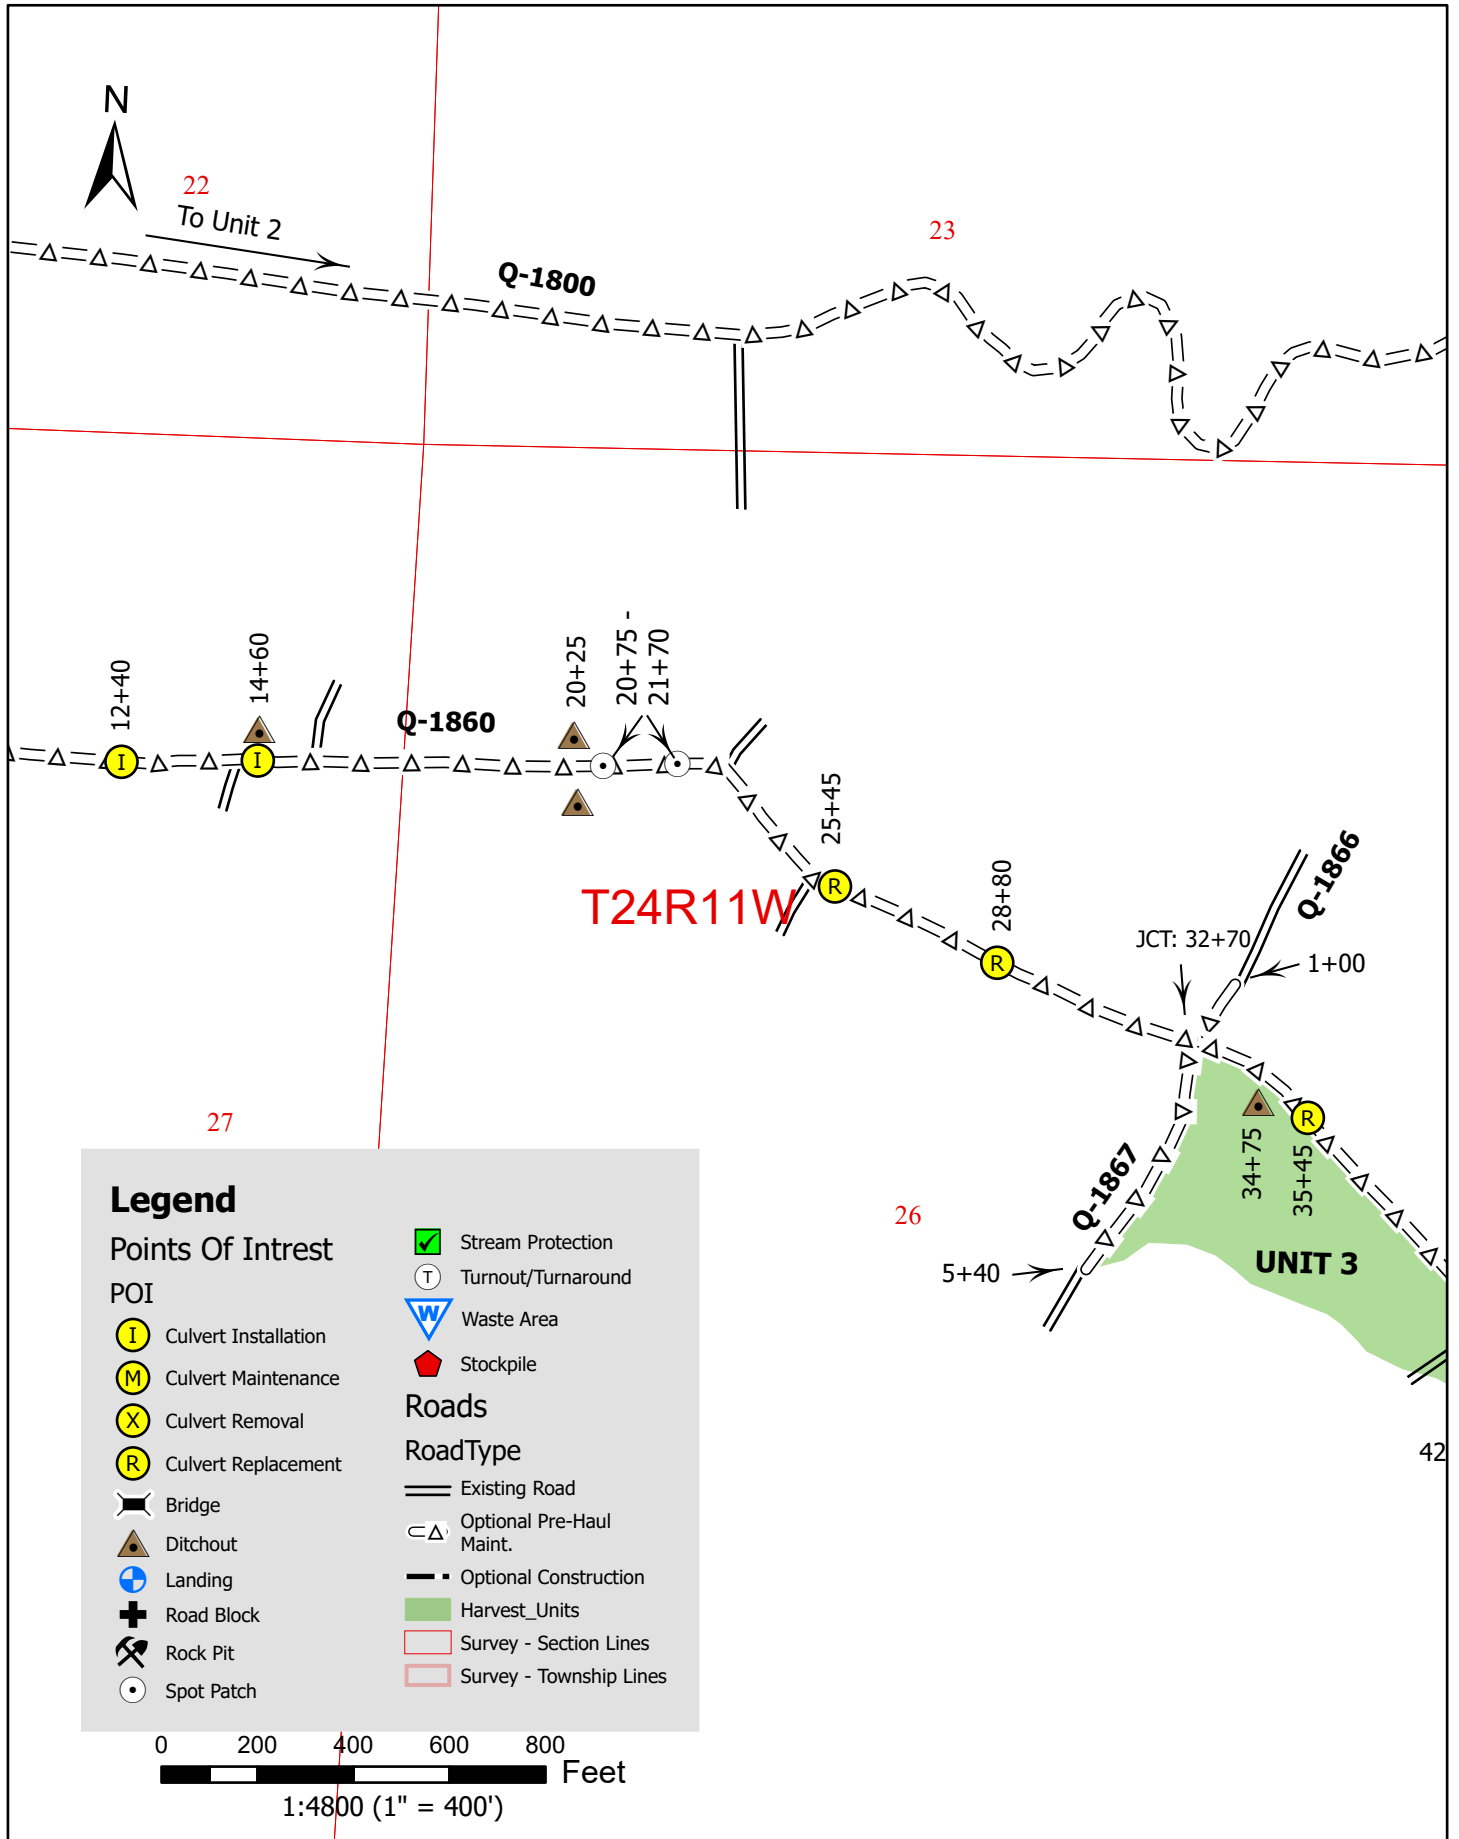 N
22
To Unit 2
23
Q-1800
12+40
14+60
20+25
20+75 -
21+70
Q-1860
I
I
25+45
R
T24R11W
28+80
R
Q-1866
JCT: 32+70
1+00
27
34+75
35+45
R
Q-1867
26
UNIT 3
5+40
42
Legend
Points Of Intrest
POI
I Culvert Installation
M Culvert Maintenance
X Culvert Removal
R Culvert Replacement
Bridge
Ditchout
Landing
Road Block
Rock Pit
Spot Patch
Stream Protection
T Turnout/Turnaround
W Waste Area
Stockpile
Roads
RoadType
Existing Road
Optional Pre-Haul
Maint.
Optional Construction
Harvest_Units
Survey - Section Lines
Survey - Township Lines
0 200 400 600 800
Feet
1:4800 (1" = 400')